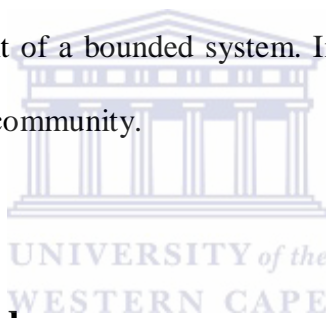 t of a bounded system. I
community.
UNIVERSITY of the
WESTERN CAPE